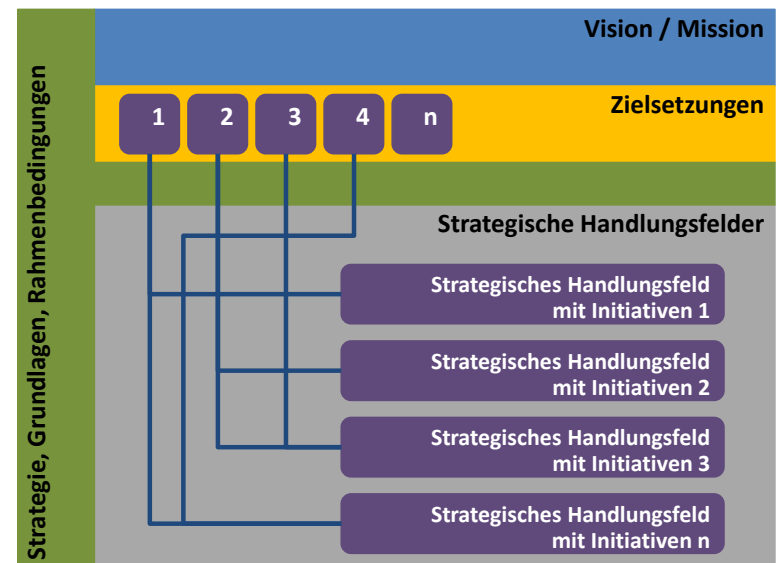 Strategie, Grundlagen, Rahmenbedingungen
Vision / Mission
Zielsetzungen
1 2 3 4 n
Strategische Handlungsfelder
Strategisches Handlungsfeld
mit Initiativen 1
Strategisches Handlungsfeld
mit Initiativen 2
Strategisches Handlungsfeld
mit Initiativen 3
Strategisches Handlungsfeld
mit Initiativen n